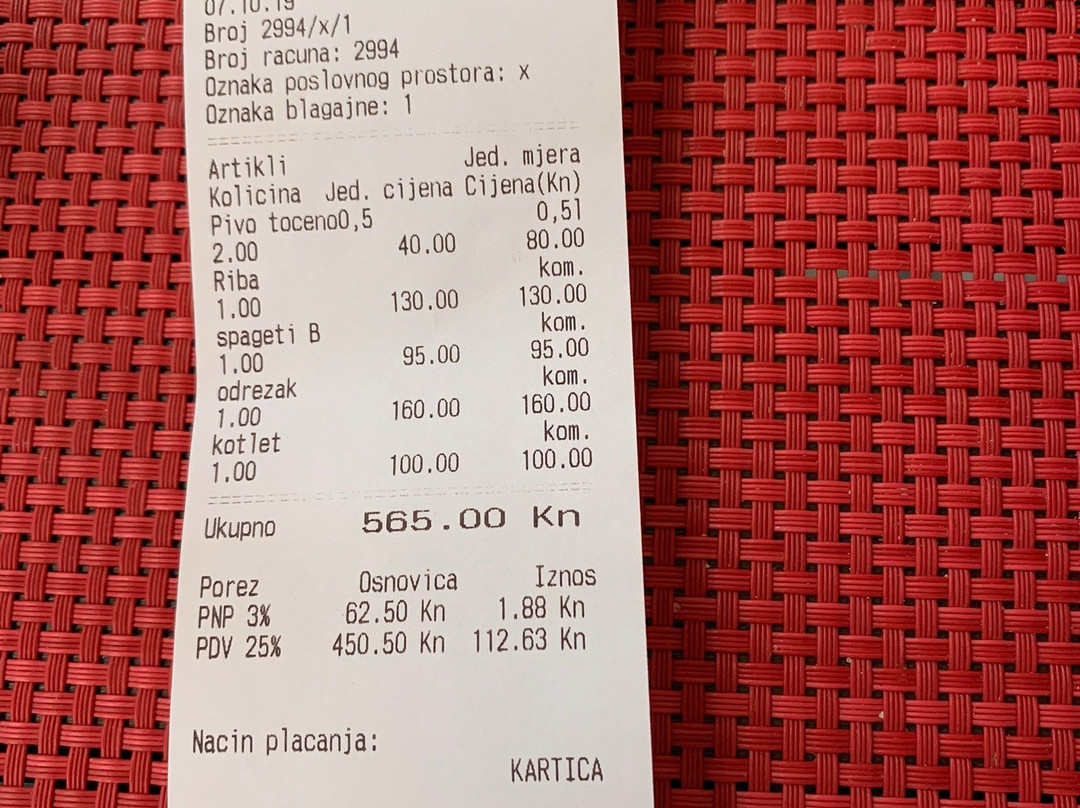 07.10.19
Broj 2994/x/1
Broj racuna: 2994
Oznaka poslovnog prostora: x
Oznaka blagajne: 1
Artikli Jed. mjera
Kolicina Jed. cijena Cijena(Kn)
Pivo toceno0,5 0,5l
2.00 40.00 80.00
Riba kom.
1.00 130.00 130.00
spageti B kom.
1.00 95.00 95.00
odrezak kom.
1.00 160.00 160.00
kotlet kom.
1.00 100.00 100.00
Ukupno 565.00 Kn
Porez Osnovica Iznos
PNP 3% 62.50 Kn 1.88 Kn
PDV 25% 450.50 Kn 112.63 Kn
Nacin placanja:
KARTICA